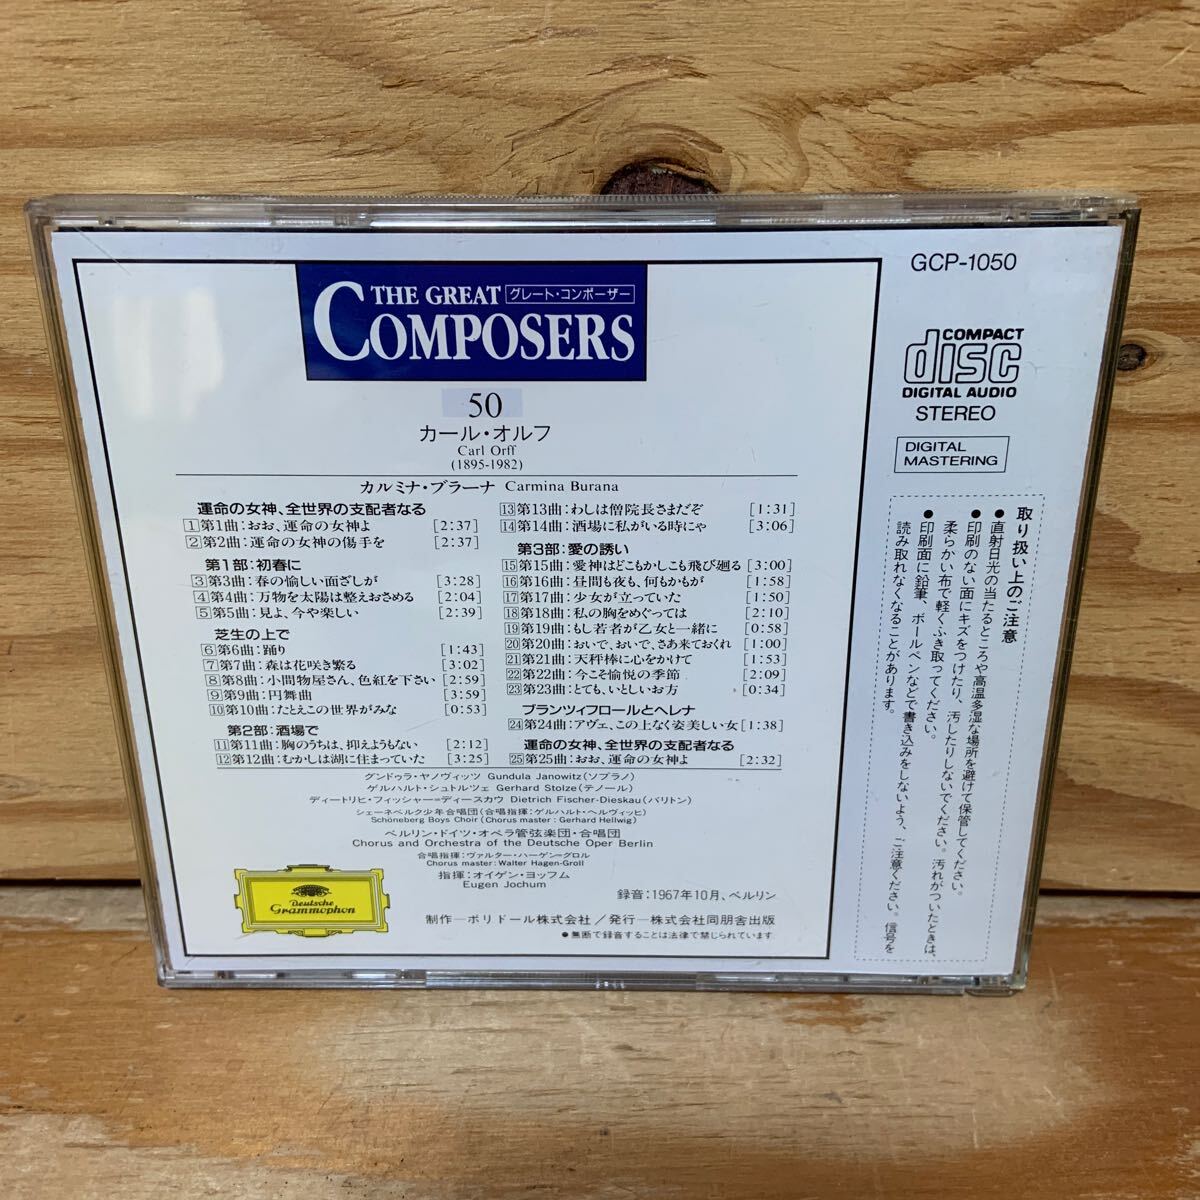 THE GREAT
グレート・コンポーザー
COMPOSERS
50
カール・オルフ
Carl Orff
(1895-1982)
カルミナ・ブラーナ Carmina Burana
運命の女神、全世界の支配者なる
1 第1曲:おお、運命の女神よ [2:37]
2 第2曲:運命の女神の傷手を [2:37]
第1部:初春に
3 第3曲:春の愉しい面ざしが [3:28]
4 第4曲:万物を太陽は整えおさめる [2:04]
5 第5曲:見よ、今や楽しい [2:39]
芝生の上で
6 第6曲:踊り [1:43]
7 第7曲:森は花咲き繁る [3:02]
8 第8曲:小間物屋さん、色紅を下さい [2:59]
9 第9曲:円舞曲 [3:59]
10 第10曲:たとえこの世界がみな [0:53]
第2部:酒場で
11 第11曲:胸のうちは、抑えようもない [2:12]
12 第12曲:むかしは湖に住まっていた [3:25]
13 第13曲:わしは僧院長さまだぞ [1:31]
14 第14曲:酒場に私がいる時にゃ [3:06]
第3部:愛の誘い
15 第15曲:愛神はどこもかしこも飛び廻る [3:00]
16 第16曲:昼間も夜も、何もかもが [1:58]
17 第17曲:少女が立っていた [1:50]
18 第18曲:私の胸をめぐっては [2:10]
19 第19曲:もし若者が乙女と一緒に [0:58]
20 第20曲:おいで、おいで、さあ来ておくれ [1:00]
21 第21曲:天秤棒に心をかけて [1:53]
22 第22曲:今こそ愉悦の季節 [2:09]
23 第23曲:とても、いとしいお方 [0:34]
ブランツィフロールとヘレナ
24 第24曲:アヴェ、この上なく姿美しい女 [1:38]
運命の女神、全世界の支配者なる
25 第25曲:おお、運命の女神よ [2:32]
グンドゥラ・ヤノヴィッツ Gundula Janowitz (ソプラノ)
ゲルハルト・シュトルツェ Gerhard Stolze (テノール)
ディートリヒ・フィッシャー=ディースカウ Dietrich Fischer-Dieskau (バリトン)
シェーネベルク少年合唱団 (合唱指揮:ゲルハルト・ヘルヴィッヒ)
Schöneberg Boys Choir (Chorus master: Gerhard Hellwig)
ベルリン・ドイツ・オペラ管弦楽団・合唱団
Chorus and Orchestra of the Deutsche Oper Berlin
合唱指揮:ヴァルター・ハーゲン=グロル
Chorus master: Walter Hagen-Groll
指揮:オイゲン・ヨッフム
Eugen Jochum
録音:1967年10月、ベルリン
Deutsche
Grammophon
制作—ポリドール株式会社/発行—株式会社同朋舎出版
●無断で録音することは法律で禁じられています
GCP-1050
COMPACT
disc
DIGITAL AUDIO
STEREO
DIGITAL
MASTERING
取り扱い上のご注意
●直射日光の当たるところや高温多湿な場所を避けて保管してください。
●印刷のない面にキズをつけたり、汚したりしないでください。汚れがついたときは、
柔らかい布で軽くふき取ってください。
●印刷面に鉛筆、ボールペンなどで書き込みをしないよう、ご注意ください。信号を
読み取れなくなることがあります。